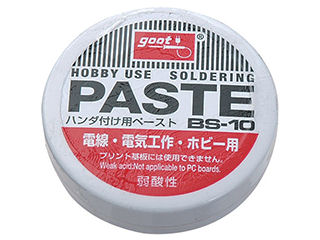 goot
®
HOBBY USE SOLDERING
PASTE
ハンダ付け用ペースト BS-10
電線・電気工作・ホビー用
プリント基板には使用できません。
Weak acid:Not applicable to PC boards.
弱酸性